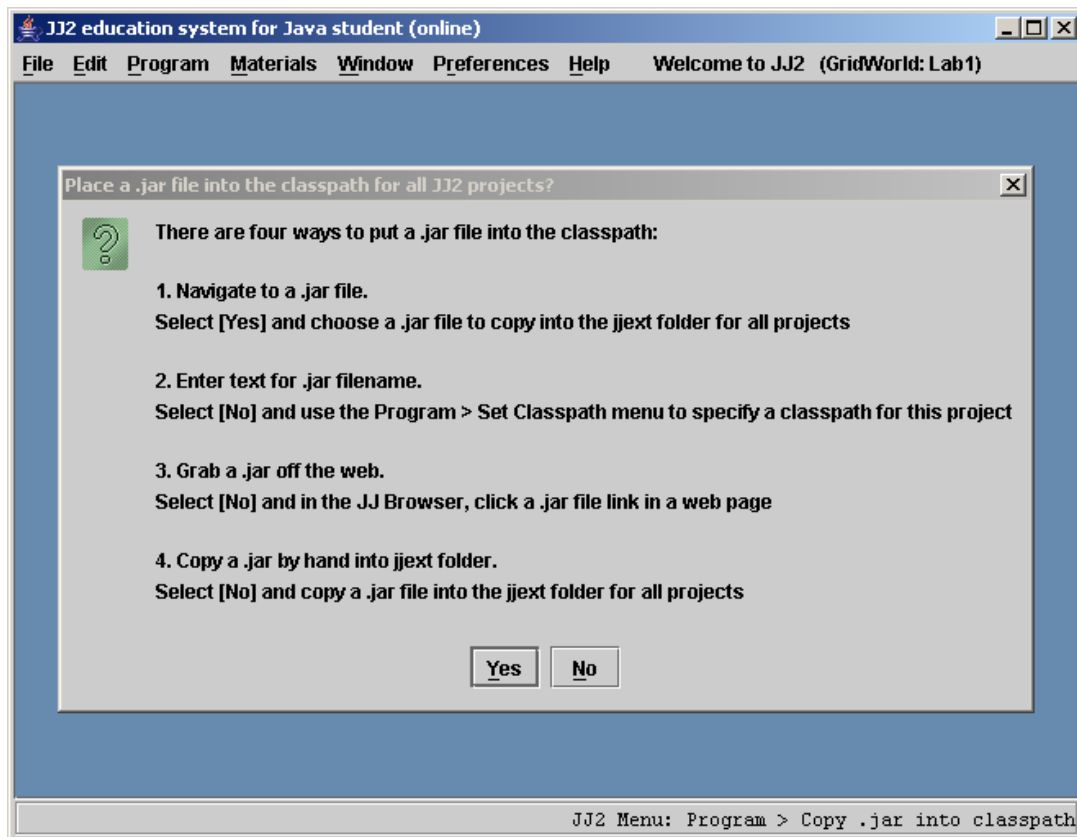 JJ2 education system for Java student (online)
File Edit Program Materials Window Preferences Help Welcome to JJ2 (GridWorld: Lab1)
Place a .jar file into the classpath for all JJ2 projects?
There are four ways to put a .jar file into the classpath:
1. Navigate to a .jar file.
Select [Yes] and choose a .jar file to copy into the jjext folder for all projects
2. Enter text for .jar filename.
Select [No] and use the Program > Set Classpath menu to specify a classpath for this project
3. Grab a .jar off the web.
Select [No] and in the JJ Browser, click a .jar file link in a web page
4. Copy a .jar by hand into jjext folder.
Select [No] and copy a .jar file into the jjext folder for all projects
Yes No
JJ2 Menu: Program > Copy .jar into classpath